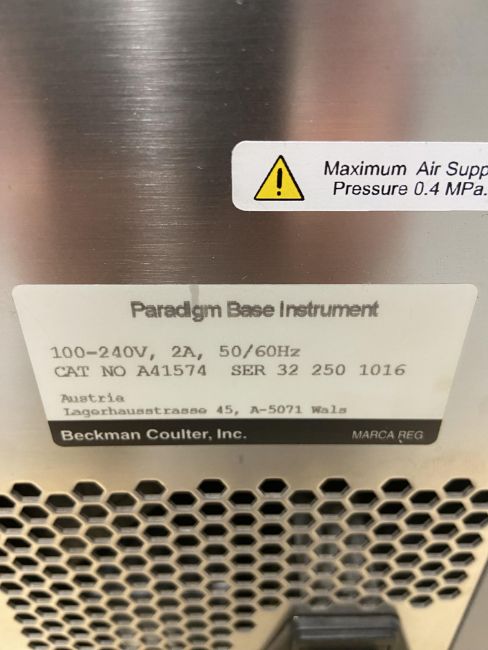 Maximum Air Supp
Pressure 0.4 MPa.
Paradigm Base Instrument
100-240V, 2A, 50/60Hz
CAT NO A41574 SER 32 250 1016
Austria
Lagerhausstrasse 45, A-5071 Wals
Beckman Coulter, Inc. MARCA REG